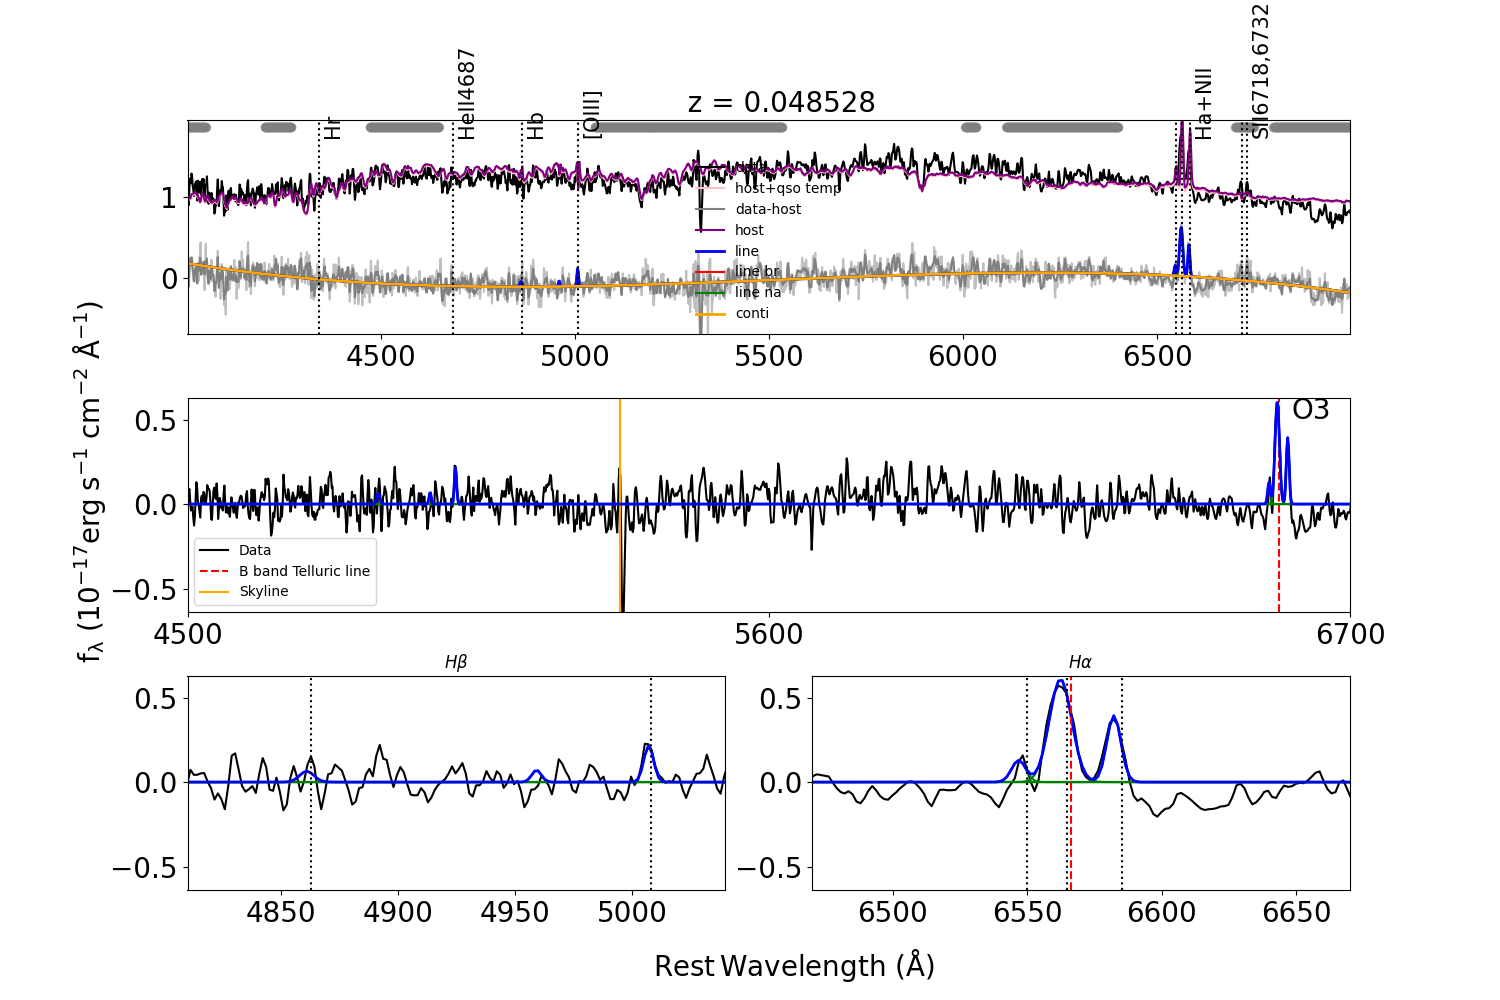 z = 0.048528
Hr
HeII4687
Hb
[OIII]
Ha+NII
SII6718,6732
host+qso temp
data-host
host
line
line br
line na
conti
1
0
4500 5000 5500 6000 6500
fλ (10⁻¹⁷erg s⁻¹ cm⁻² Å⁻¹)
O3
0.5
0.0
−0.5
Data
B band Telluric line
Skyline
4500 5600 6700
Hβ
0.5
0.0
−0.5
4850 4900 4950 5000
Hα
0.5
0.0
−0.5
6500 6550 6600 6650
Rest Wavelength (Å)